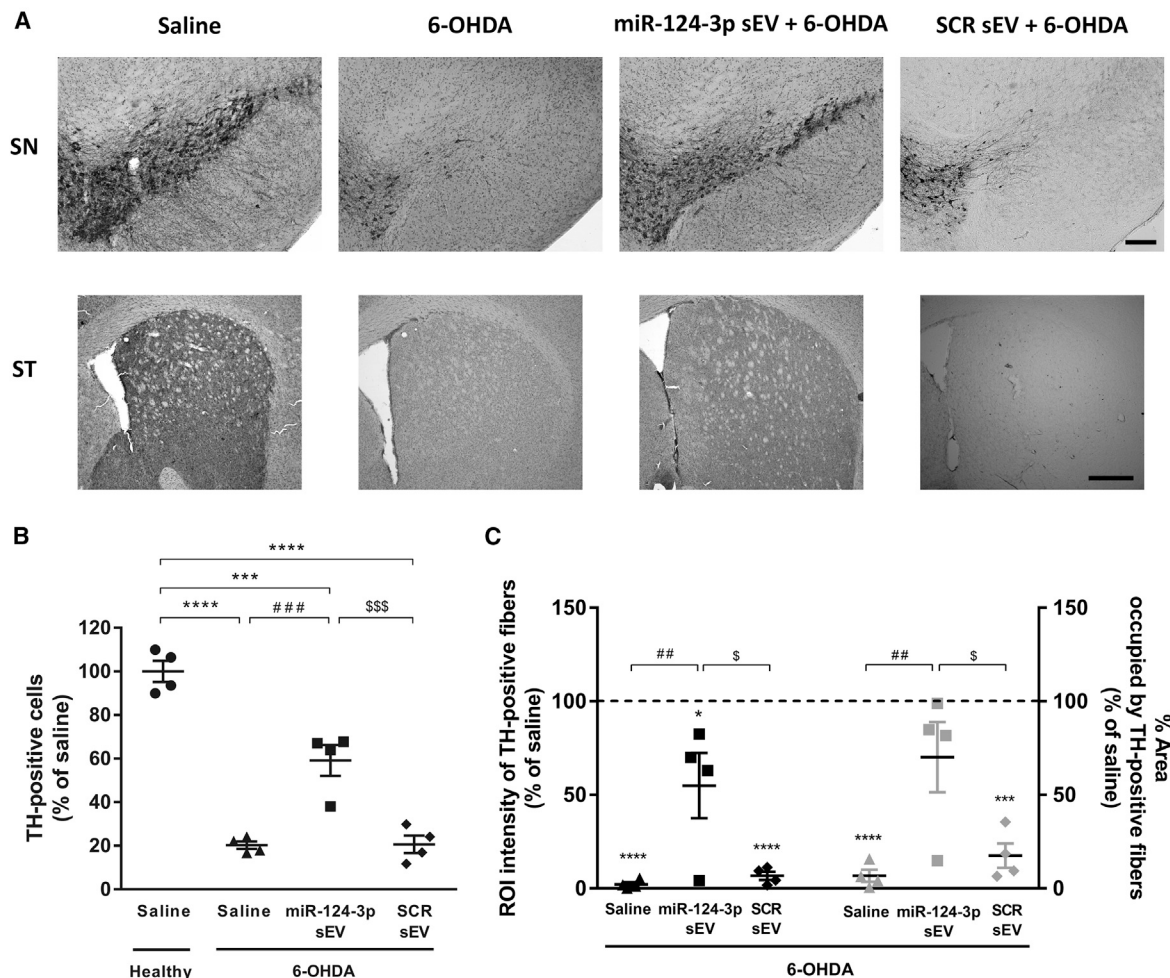 A
Saline
6-OHDA
miR-124-3p sEV + 6-OHDA
SCR sEV + 6-OHDA
SN
ST
B
****
***
****
###
$$$
TH-positive cells
(% of saline)
120
100
80
60
40
20
0
Saline
Saline
miR-124-3p
sEV
SCR
sEV
Healthy
6-OHDA
C
ROI intensity of TH-positive fibers
(% of saline)
150
100
50
0
##
$
##
$
*
****
****
****
***
150
100
50
0
% Area
occupied by TH-positive fibers
(% of saline)
Saline
miR-124-3p
sEV
SCR
sEV
Saline
miR-124-3p
sEV
SCR
sEV
6-OHDA